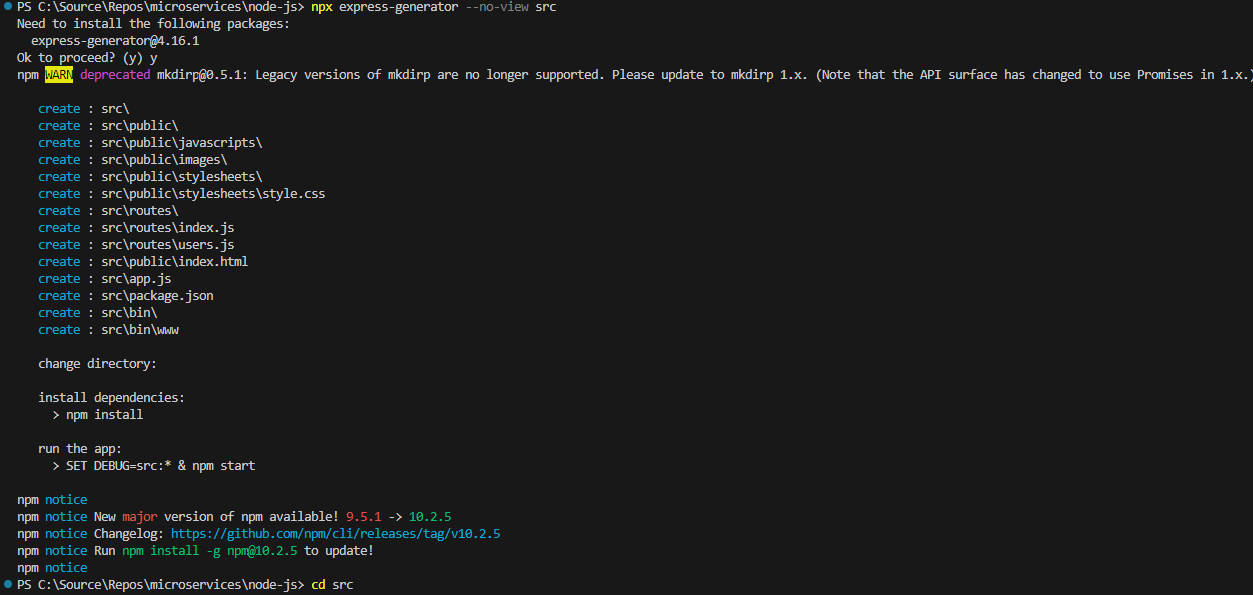 PS C:\Source\Repos\microservices\node-js> npx express-generator --no-view src
Need to install the following packages:
  express-generator@4.16.1
Ok to proceed? (y) y
npm WARN deprecated mkdirp@0.5.1: Legacy versions of mkdirp are no longer supported. Please update to mkdirp 1.x. (Note that the API surface has changed to use Promises in 1.x.)

   create : src\
   create : src\public\
   create : src\public\javascripts\
   create : src\public\images\
   create : src\public\stylesheets\
   create : src\public\stylesheets\style.css
   create : src\routes\
   create : src\routes\index.js
   create : src\routes\users.js
   create : src\public\index.html
   create : src\app.js
   create : src\package.json
   create : src\bin\
   create : src\bin\www

   change directory:

   install dependencies:
     > npm install

   run the app:
     > SET DEBUG=src:* & npm start

npm notice
npm notice New major version of npm available! 9.5.1 -> 10.2.5
npm notice Changelog: https://github.com/npm/cli/releases/tag/v10.2.5
npm notice Run npm install -g npm@10.2.5 to update!
npm notice
PS C:\Source\Repos\microservices\node-js> cd src